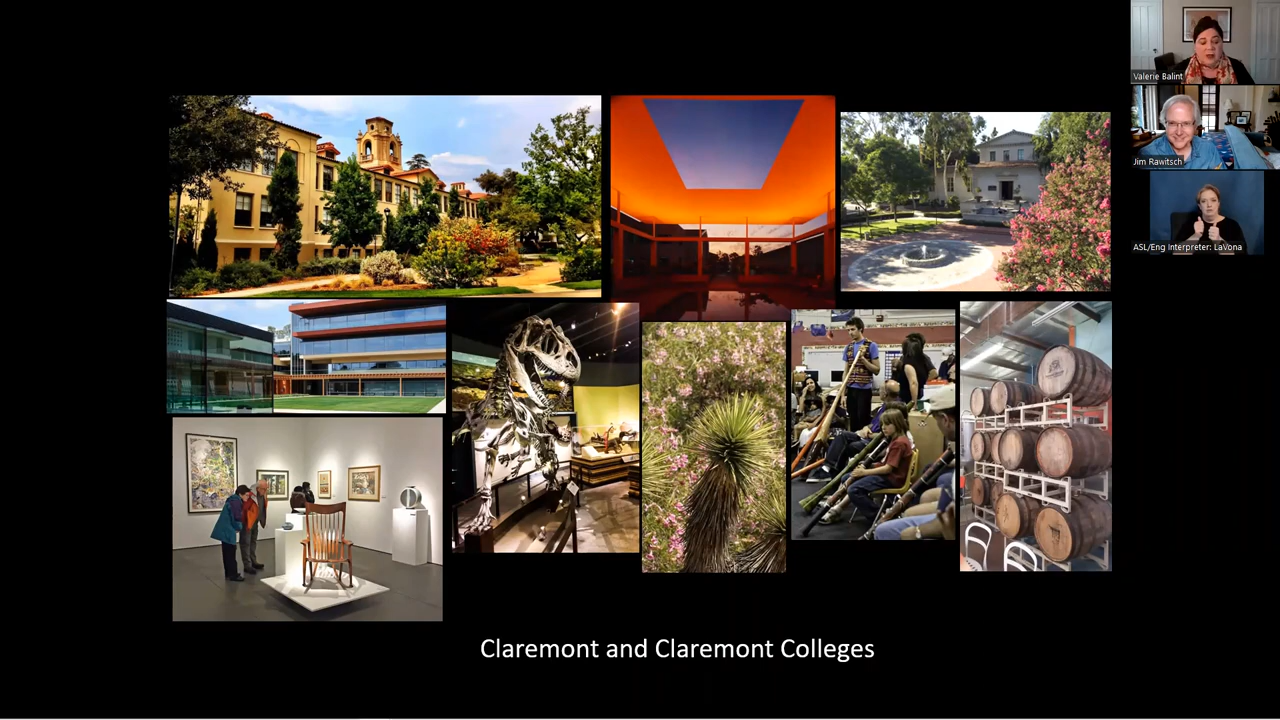 Valerie Balint
Jim Rawitsch
ASL/Eng Interpreter: LaVona
Claremont and Claremont Colleges